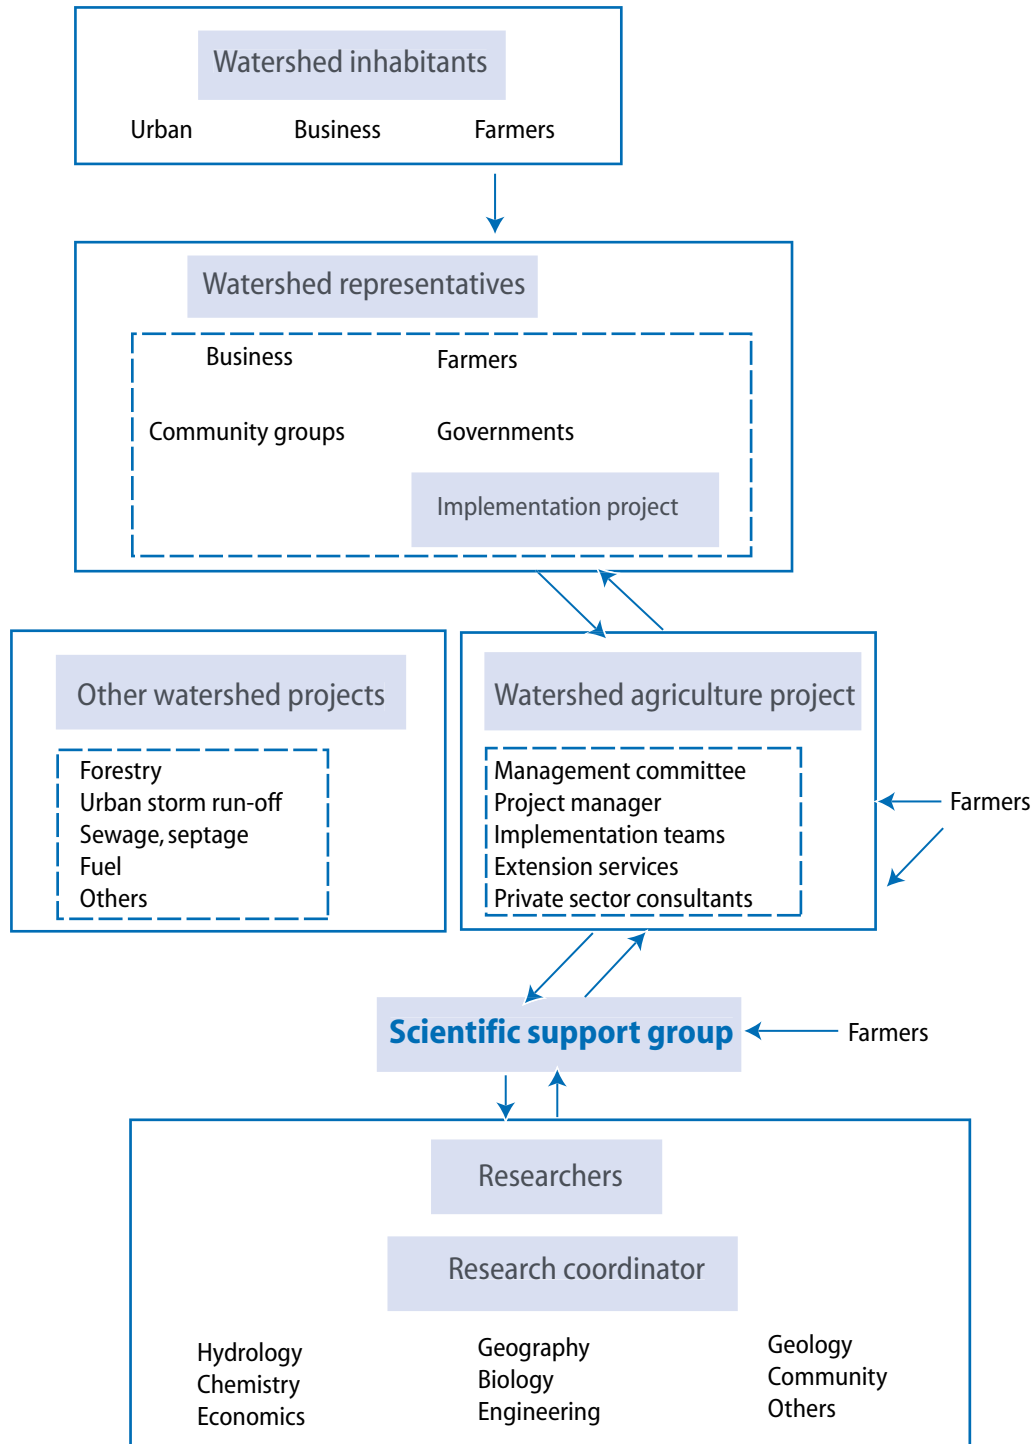 Watershed inhabitants
Urban Business Farmers
Watershed representatives
Business Farmers
Community groups Governments
Implementation project
Other watershed projects
Forestry
Urban storm run-off
Sewage, septage
Fuel
Others
Watershed agriculture project
Management committee
Project manager
Implementation teams
Extension services
Private sector consultants
Farmers
Scientific support group
Farmers
Researchers
Research coordinator
Hydrology
Chemistry
Economics
Geography
Biology
Engineering
Geology
Community
Others